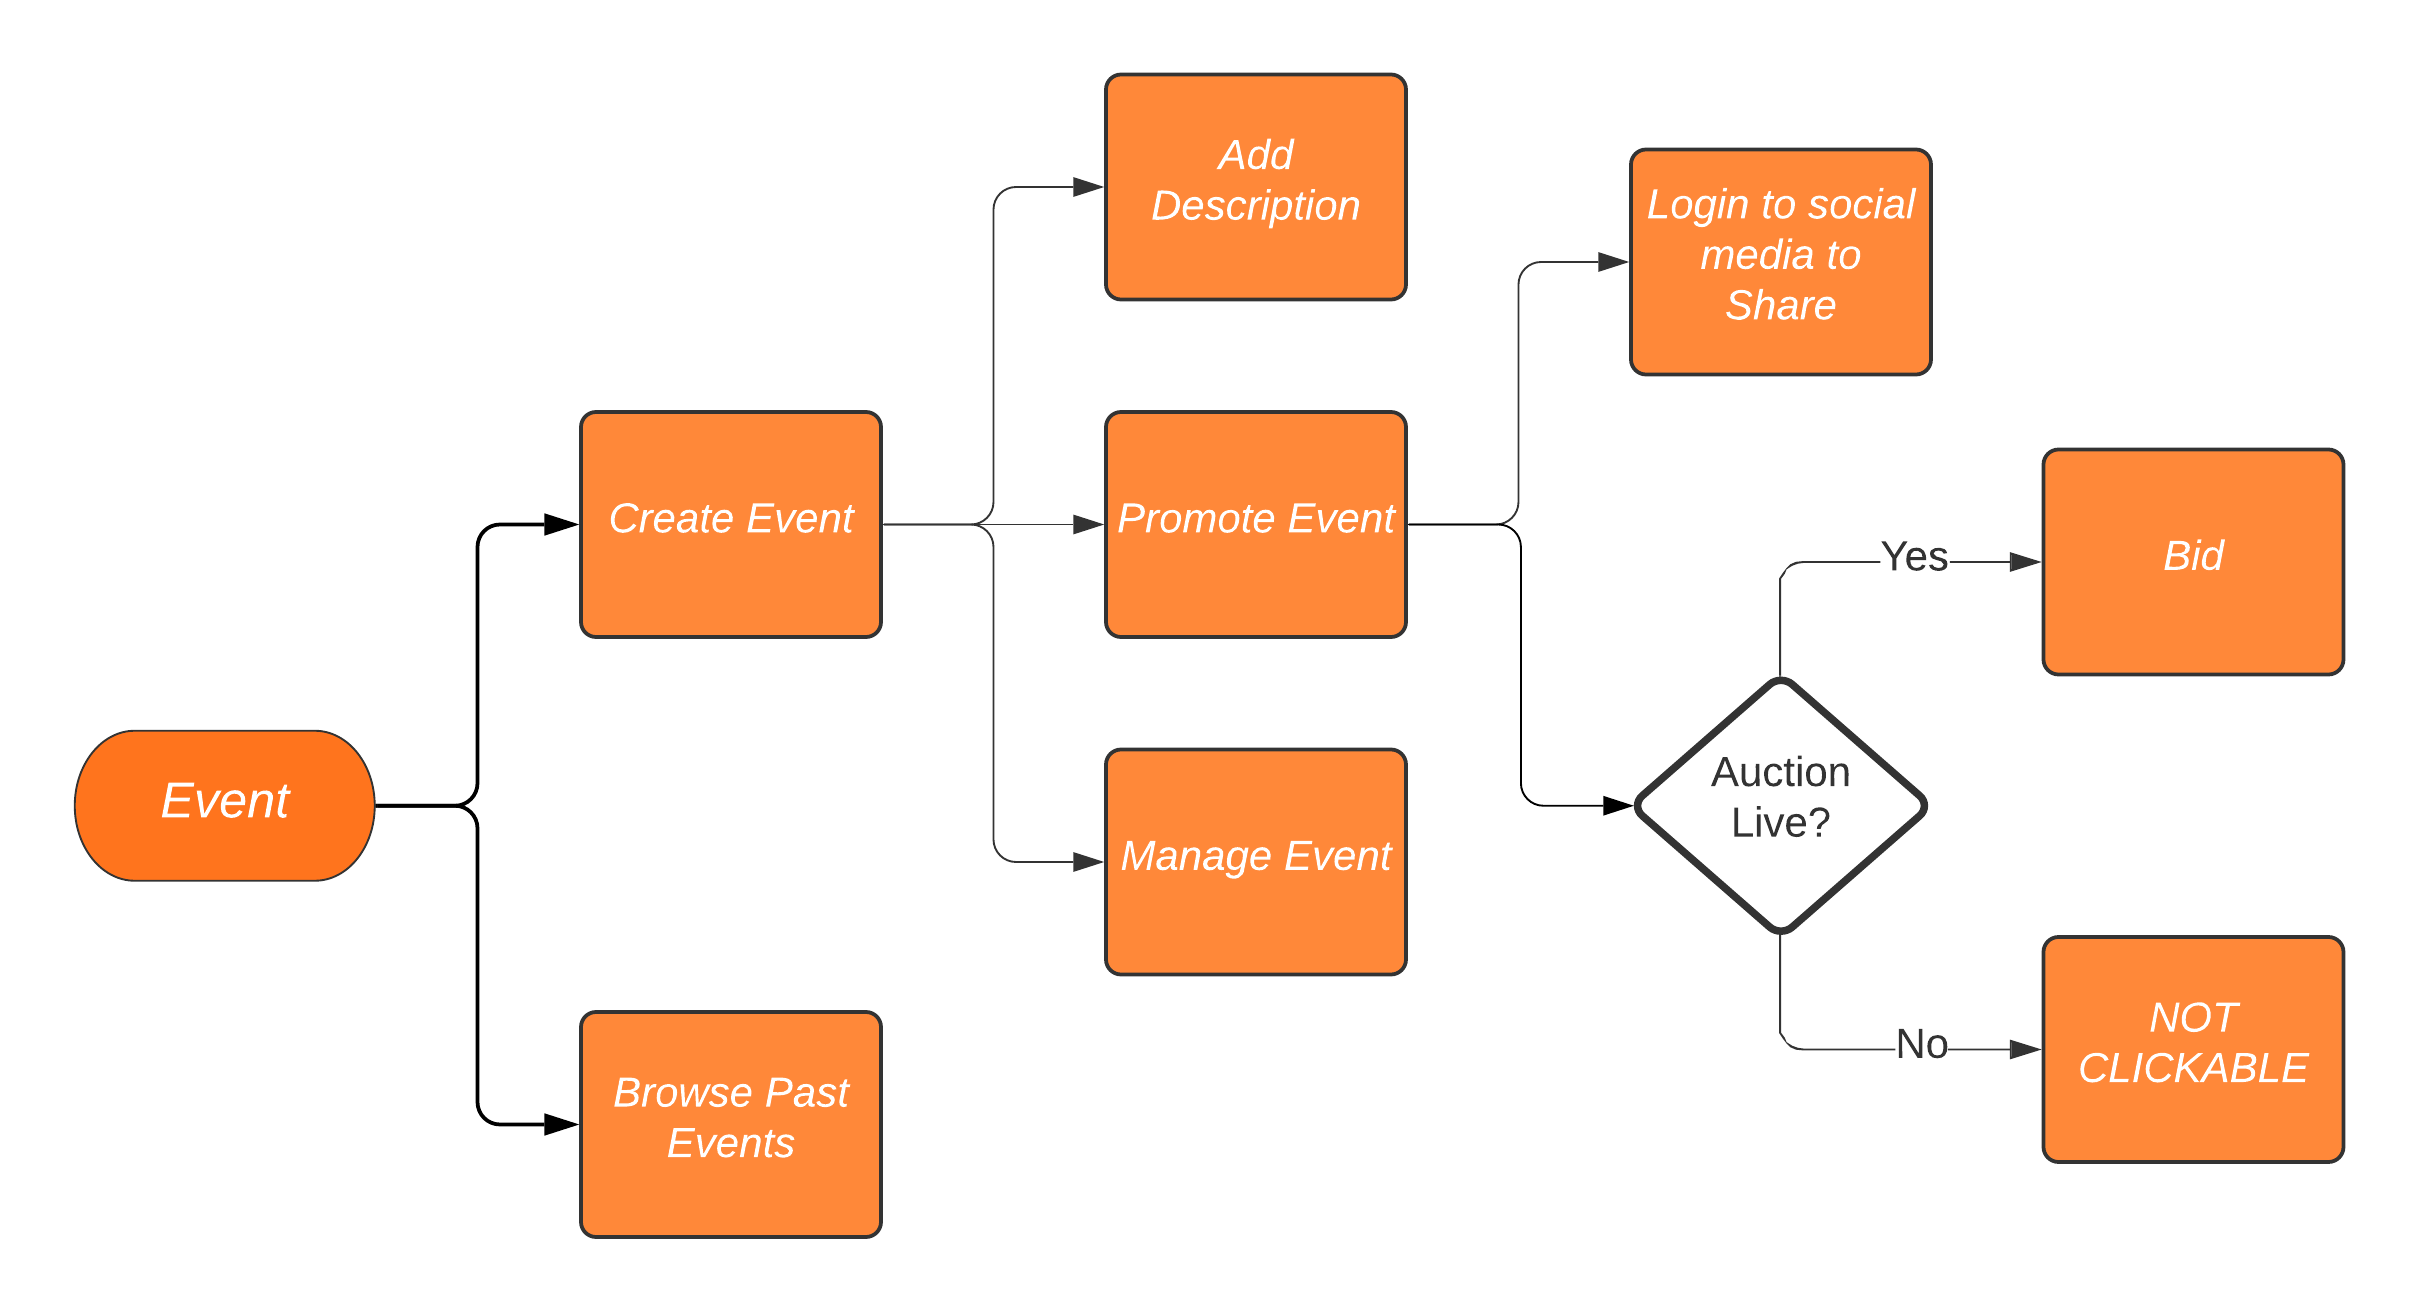 Event
Create Event
Browse Past
Events
Add
Description
Promote Event
Manage Event
Login to social
media to
Share
Auction
Live?
Yes
Bid
No
NOT
CLICKABLE